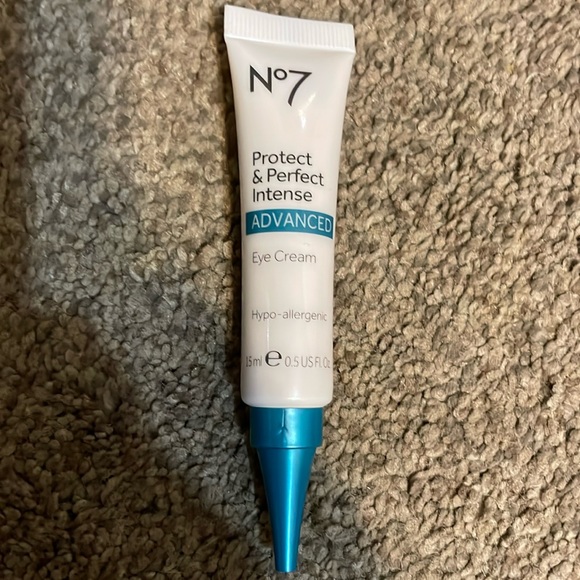 Nº7
Protect
& Perfect
Intense
ADVANCED
Eye Cream
Hypo-allergenic
15ml e 0.5 US Fl. Oz.